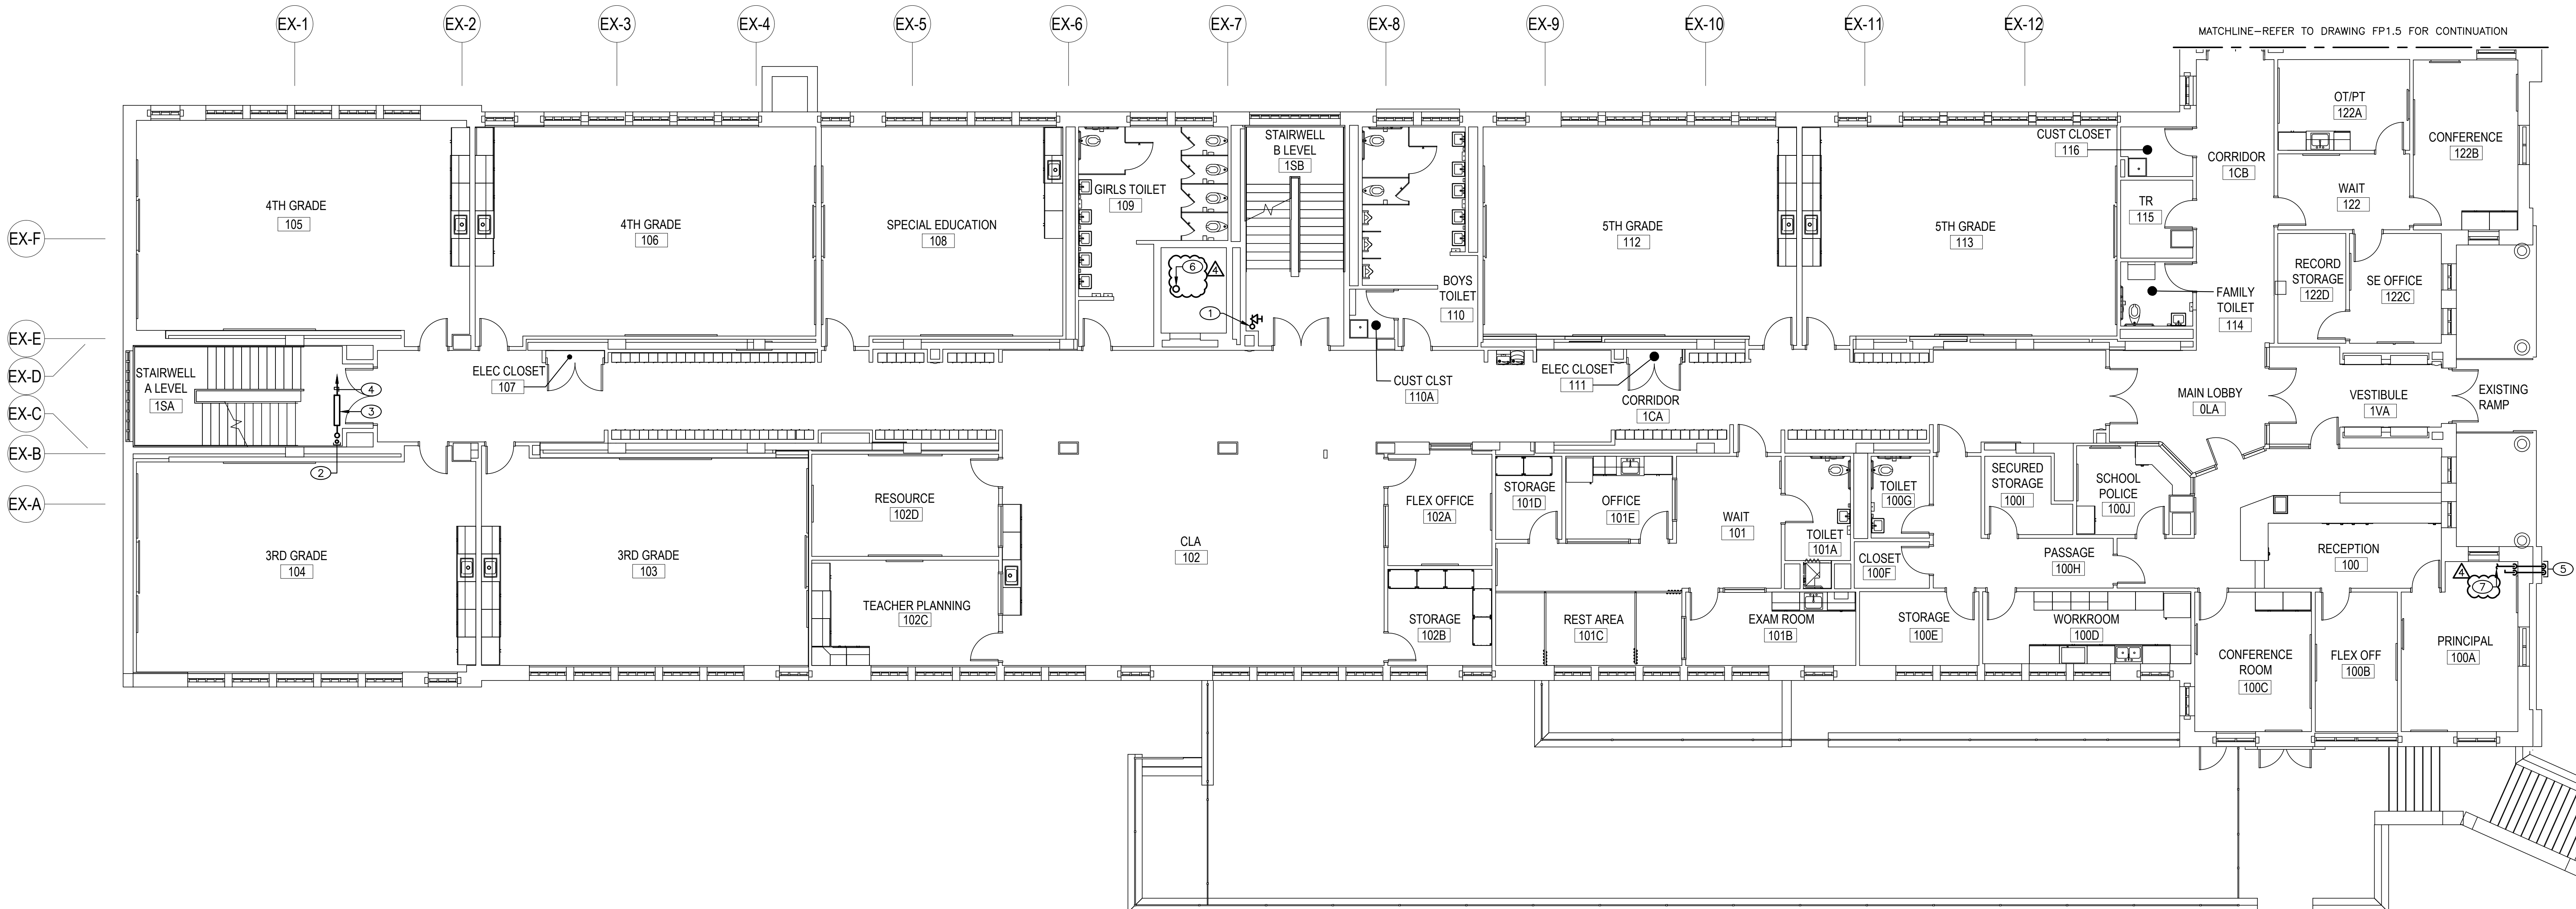 EX-1
EX-2
EX-3
EX-4
EX-5
EX-6
EX-7
EX-8
EX-9
EX-10
EX-11
EX-12
MATCHLINE-REFER TO DRAWING FP1.5 FOR CONTINUATION
EX-F
EX-E
EX-D
EX-C
EX-B
EX-A
4TH GRADE
105
4TH GRADE
106
SPECIAL EDUCATION
108
GIRLS TOILET
109
STAIRWELL
B LEVEL
1SB
6
4
1
BOYS
TOILET
110
5TH GRADE
112
5TH GRADE
113
CUST CLOSET
116
TR
115
FAMILY
TOILET
114
CORRIDOR
1CB
OT/PT
122A
CONFERENCE
122B
WAIT
122
RECORD
STORAGE
122D
SE OFFICE
122C
STAIRWELL
A LEVEL
1SA
4
3
2
ELEC CLOSET
107
CUST CLST
110A
ELEC CLOSET
111
CORRIDOR
1CA
MAIN LOBBY
0LA
VESTIBULE
1VA
EXISTING
RAMP
3RD GRADE
104
3RD GRADE
103
RESOURCE
102D
TEACHER PLANNING
102C
CLA
102
FLEX OFFICE
102A
STORAGE
102B
STORAGE
101D
OFFICE
101E
WAIT
101
TOILET
101A
REST AREA
101C
EXAM ROOM
101B
TOILET
100G
CLOSET
100F
STORAGE
100E
SECURED
STORAGE
100I
SCHOOL
POLICE
100J
PASSAGE
100H
WORKROOM
100D
RECEPTION
100
4
7
5
CONFERENCE
ROOM
100C
FLEX OFF
100B
PRINCIPAL
100A